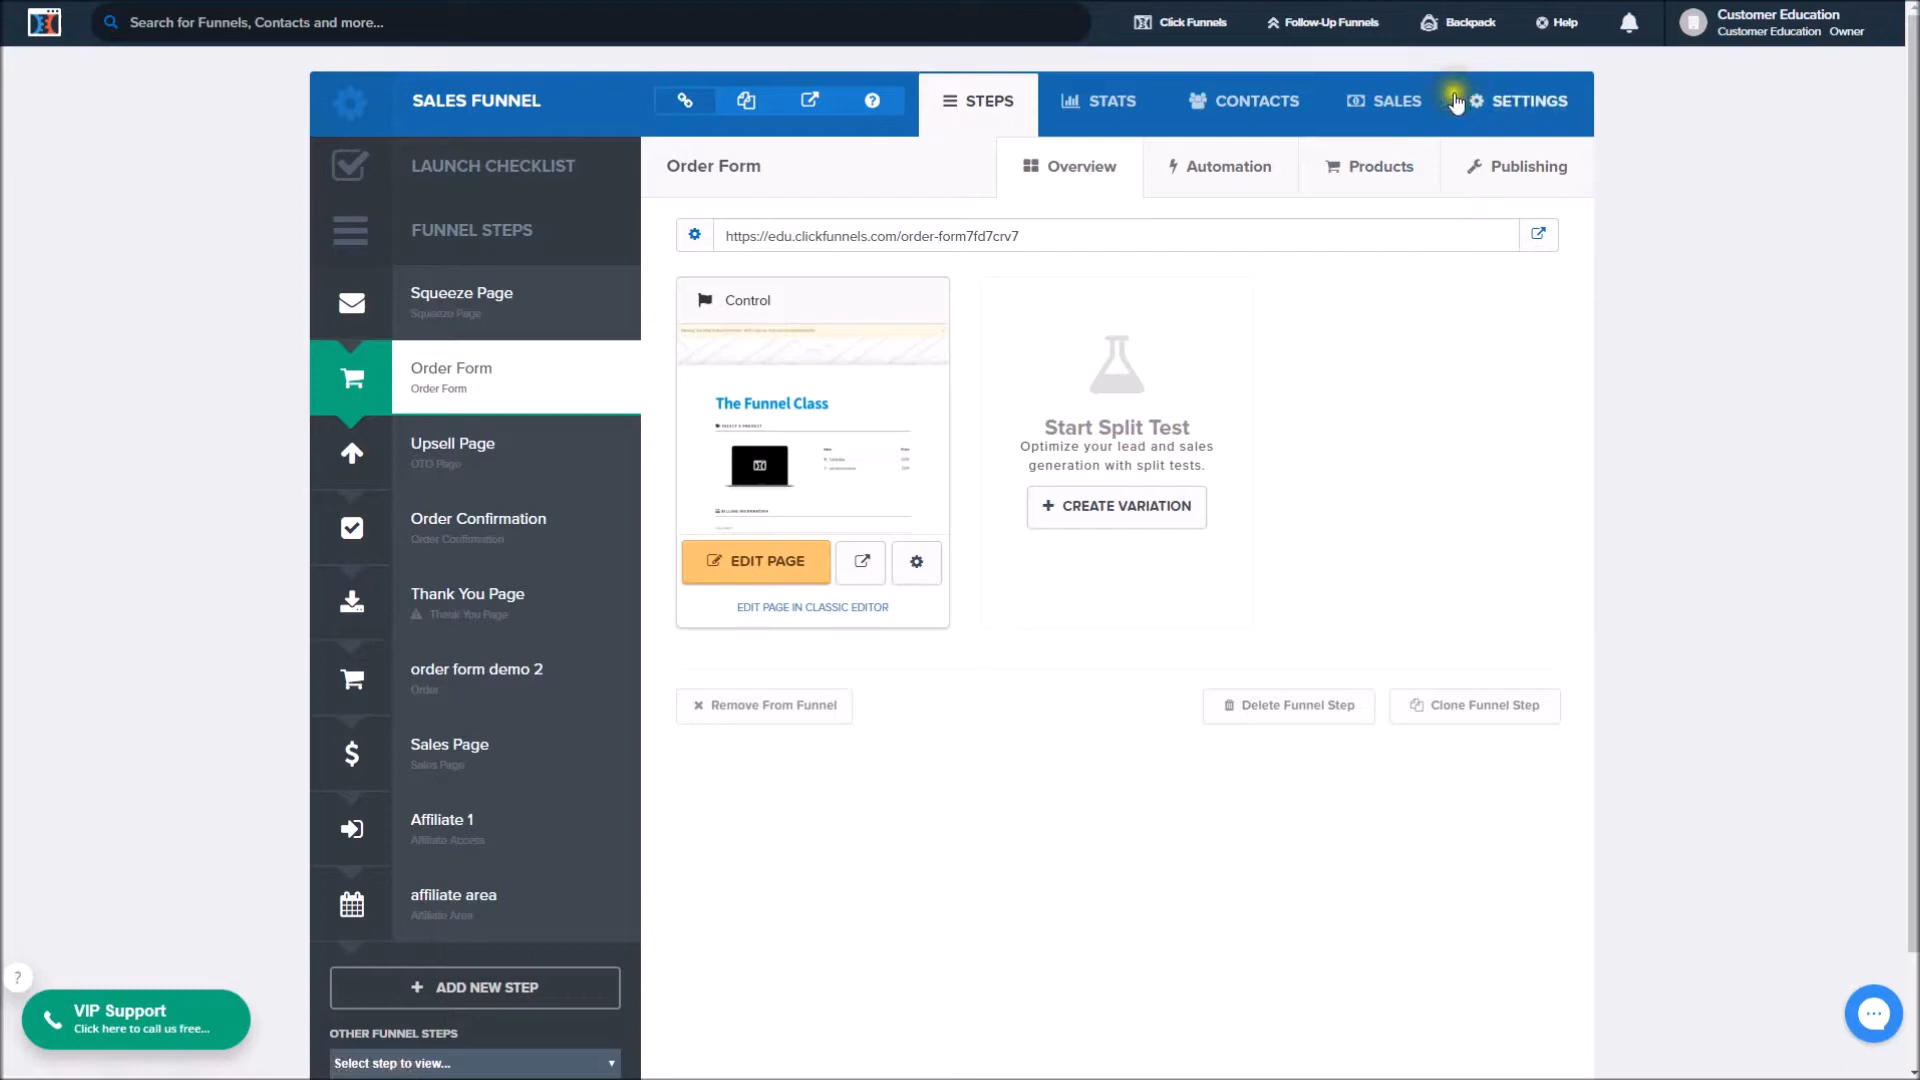 Search for Funnels, Contacts and more...
Click Funnels
Follow-Up Funnels
Backpack
Help
Customer Education
Customer Education Owner
SALES FUNNEL
STEPS
STATS
CONTACTS
SALES
SETTINGS
LAUNCH CHECKLIST
Order Form
Overview
Automation
Products
Publishing
FUNNEL STEPS
https://edu.clickfunnels.com/order-form7fd7crv7
Squeeze Page
Squeeze Page
Control
Order Form
Order Form
The Funnel Class
Start Split Test
Optimize your lead and sales
generation with split tests.
CREATE VARIATION
Upsell Page
OTO Page
Order Confirmation
Order Confirmation
EDIT PAGE
EDIT PAGE IN CLASSIC EDITOR
Thank You Page
Thank You Page
order form demo 2
Order
Remove From Funnel
Delete Funnel Step
Clone Funnel Step
Sales Page
Sales Page
Affiliate 1
Affiliate Access
affiliate area
Affiliate Area
ADD NEW STEP
?
VIP Support
Click here to call us free...
OTHER FUNNEL STEPS
Select step to view...